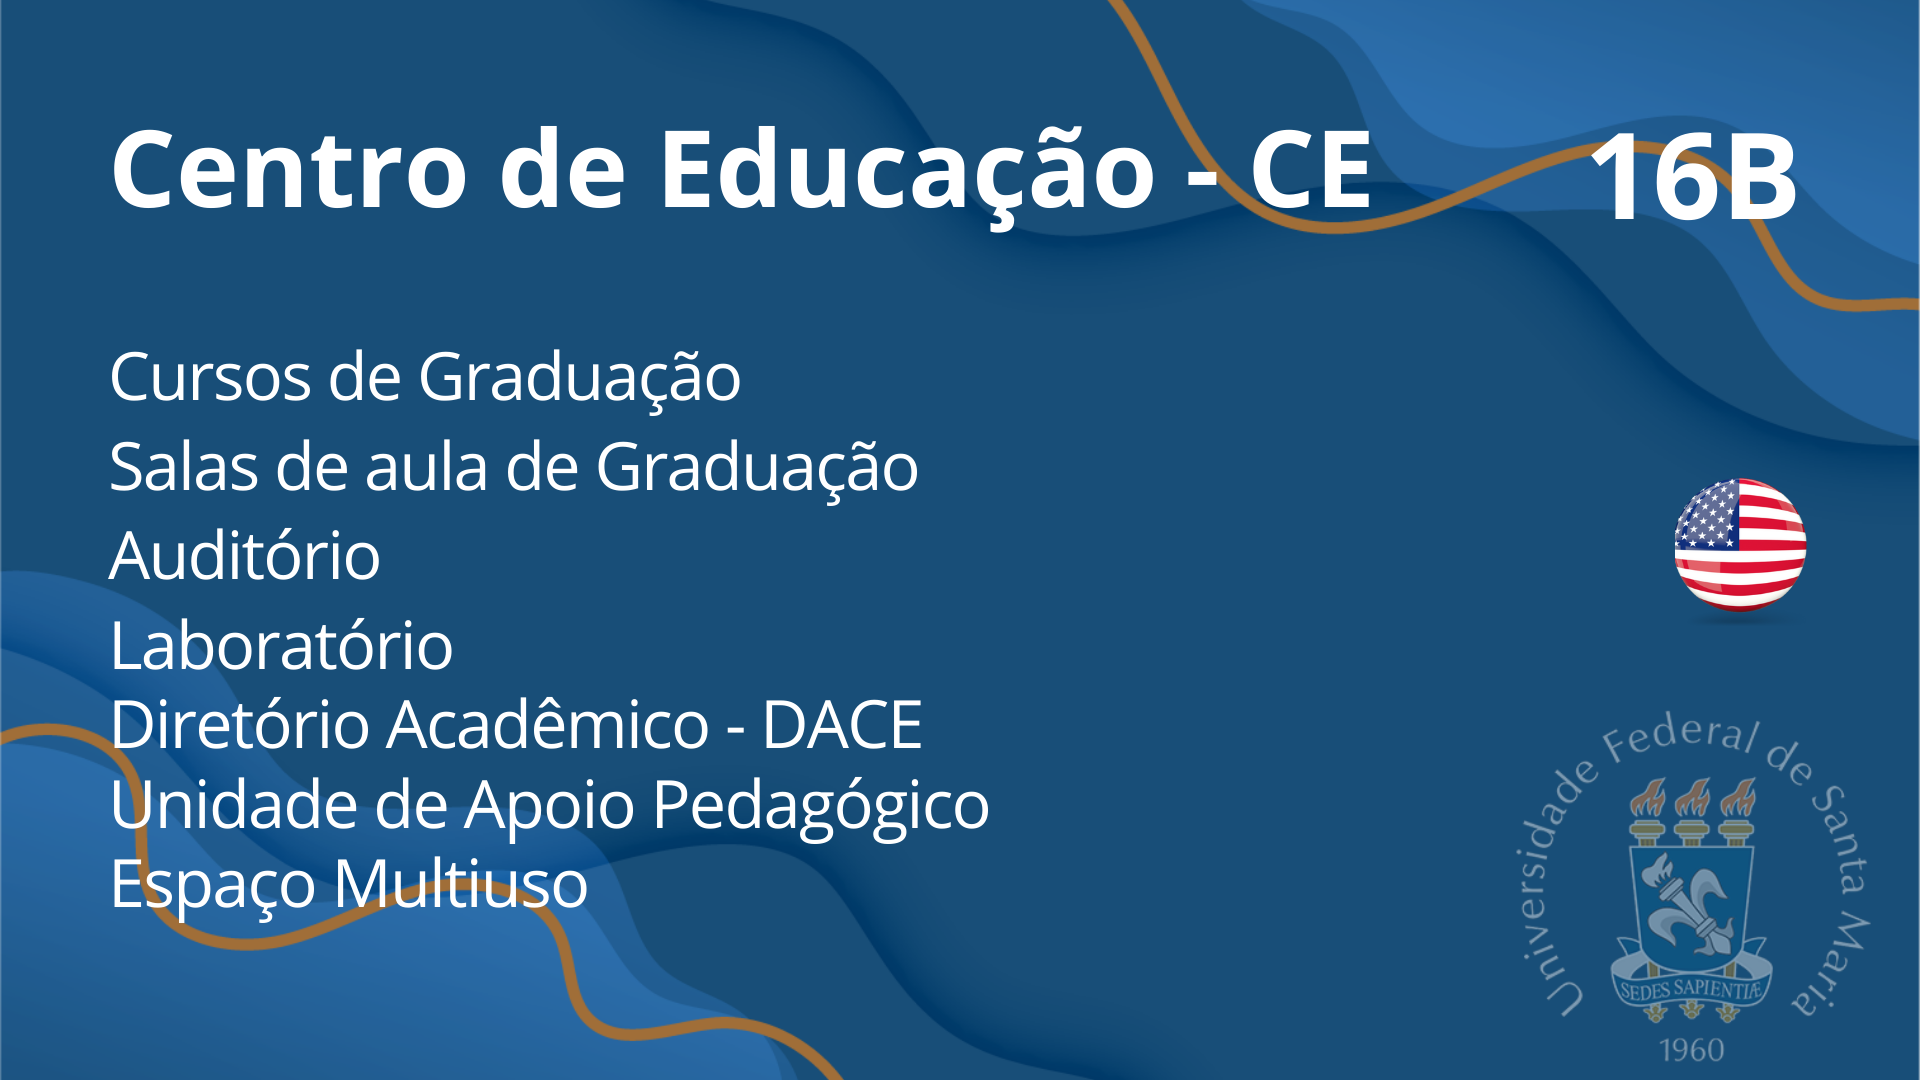 Centro de Educação - CE
16B
Cursos de Graduação
Salas de aula de Graduação
Auditório
Laboratório
Diretório Acadêmico - DACE
Unidade de Apoio Pedagógico
Espaço Multiuso
Universidade Federal de Santa Maria
SEDES SAPIENTIÆ
1960